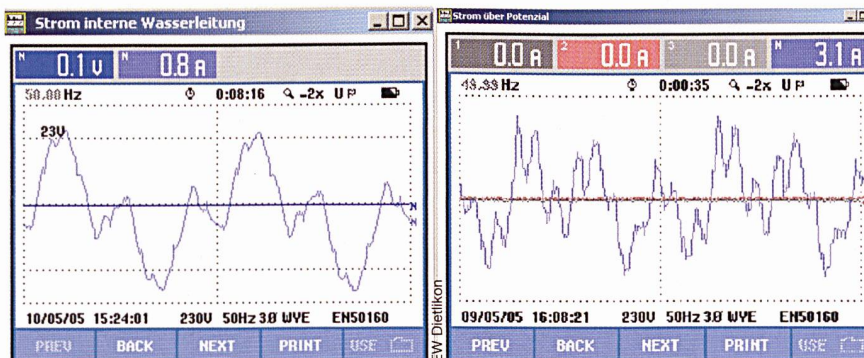 Strom interne Wasserleitung
N 0.1 V N 0.8 A
50.00 Hz 0:08:16 -2x U
23V
N
N
10/05/05 15:24:01 230V 50Hz 3Ø WYE EN50160
PREV BACK NEXT PRINT USE
EW Dietlikon
Strom über Potenzial
1 0.0 A 2 0.0 A 3 0.0 A N 3.1 A
49.99 Hz 0:00:35 -2x U
09/05/05 16:08:21 230V 50Hz 3Ø WYE EN50160
PREV BACK NEXT PRINT USE